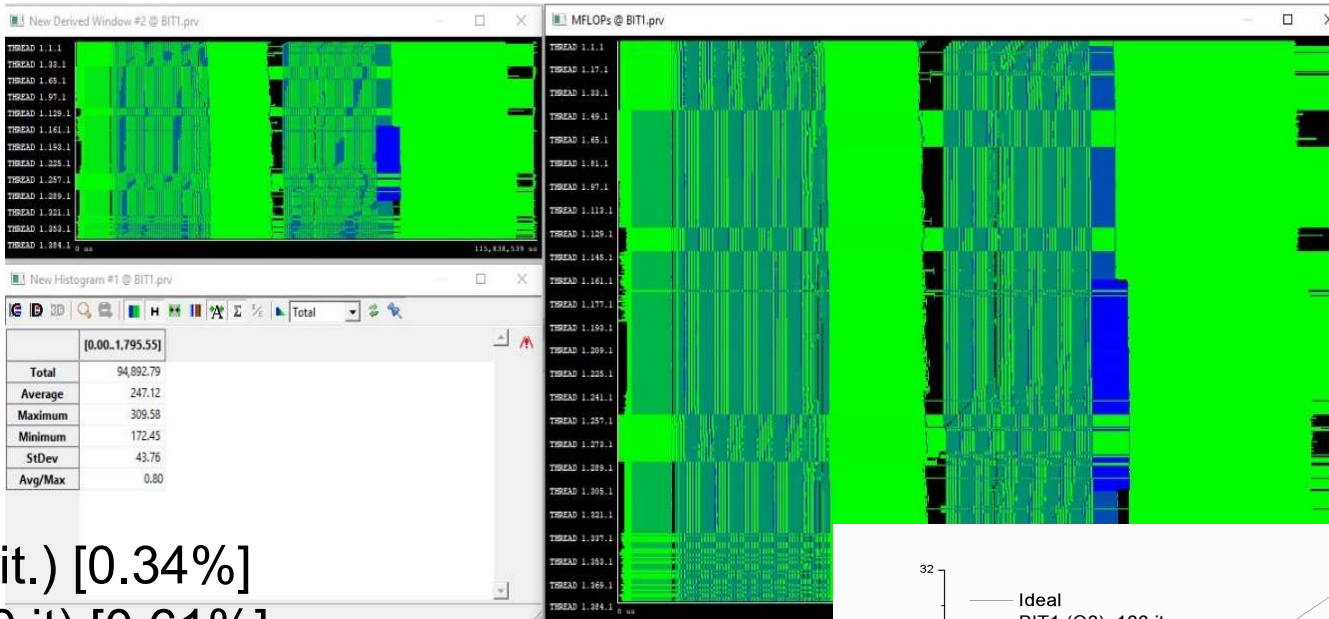 New Derived Window #2 @ BIT1.prv
THREAD 1.1.1
THREAD 1.33.1
THREAD 1.65.1
THREAD 1.97.1
THREAD 1.129.1
THREAD 1.161.1
THREAD 1.193.1
THREAD 1.225.1
THREAD 1.257.1
THREAD 1.289.1
THREAD 1.321.1
THREAD 1.353.1
THREAD 1.384.1
0 us
115,838,539 us
New Histogram #1 @ BIT1.prv
3D
H
A
Σ
Total
[0.00..1,795.55]
Total 94,892.79
Average 247.12
Maximum 309.58
Minimum 172.45
StDev 43.76
Avg/Max 0.80
MFLOPs @ BIT1.prv
THREAD 1.1.1
THREAD 1.17.1
THREAD 1.33.1
THREAD 1.49.1
THREAD 1.65.1
THREAD 1.81.1
THREAD 1.97.1
THREAD 1.113.1
THREAD 1.129.1
THREAD 1.145.1
THREAD 1.161.1
THREAD 1.177.1
THREAD 1.193.1
THREAD 1.209.1
THREAD 1.225.1
THREAD 1.241.1
THREAD 1.257.1
THREAD 1.273.1
THREAD 1.289.1
THREAD 1.305.1
THREAD 1.321.1
THREAD 1.337.1
THREAD 1.353.1
THREAD 1.369.1
THREAD 1.384.1
0 us
it.) [0.34%]
32
Ideal